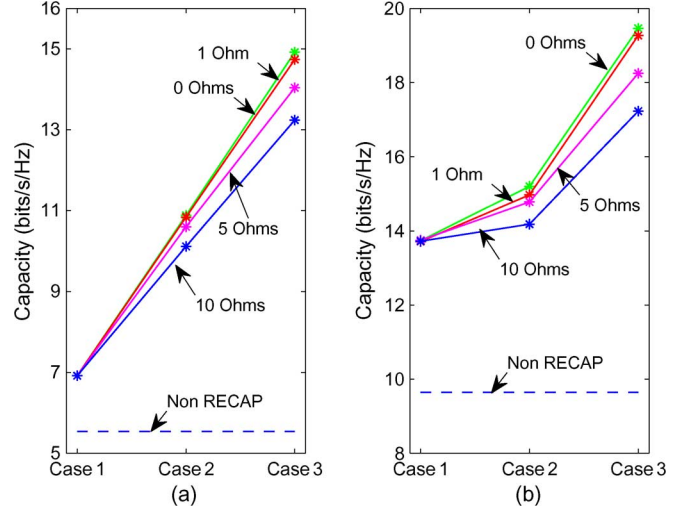 17
15
13
11
9
7
5
Capacity (bits/s/Hz)
1 Ohm
0 Ohms
5 Ohms
10 Ohms
Non RECAP
Case 1
Case 2
Case 3
(a)
20
18
16
14
12
10
8
Capacity (bits/s/Hz)
0 Ohms
1 Ohm
5 Ohms
10 Ohms
Non RECAP
Case 1
Case 2
Case 3
(b)